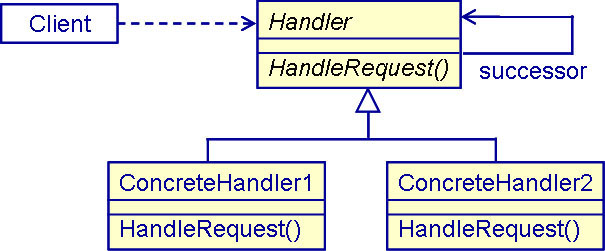 Client
Handler
HandleRequest()
successor
ConcreteHandler1
HandleRequest()
ConcreteHandler2
HandleRequest()